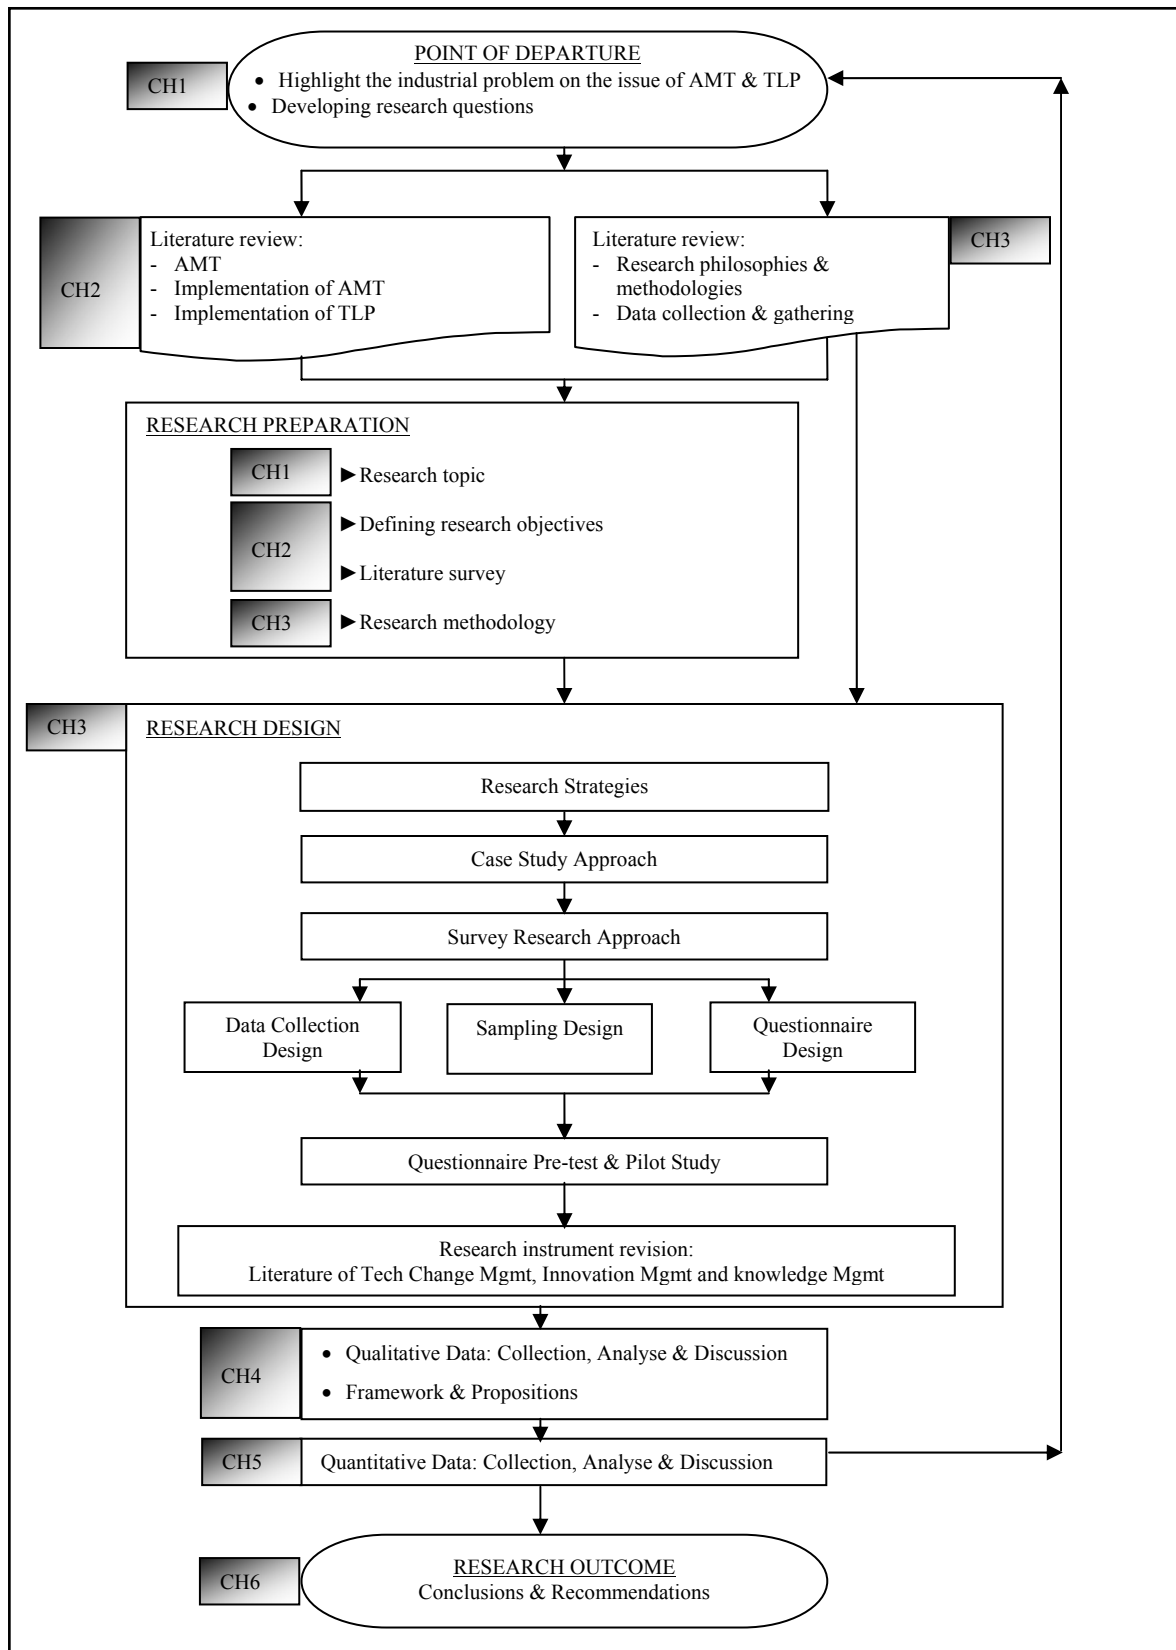 POINT OF DEPARTURE
CH1
• Highlight the industrial problem on the issue of AMT & TLP
• Developing research questions
CH2
Literature review:
- AMT
- Implementation of AMT
- Implementation of TLP
Literature review:
- Research philosophies &
methodologies
- Data collection & gathering
CH3
RESEARCH PREPARATION
CH1
►Research topic
CH2
►Defining research objectives
►Literature survey
CH3
►Research methodology
CH3
RESEARCH DESIGN
Research Strategies
Case Study Approach
Survey Research Approach
Data Collection
Design
Sampling Design
Questionnaire
Design
Questionnaire Pre-test & Pilot Study
Research instrument revision:
Literature of Tech Change Mgmt, Innovation Mgmt and knowledge Mgmt
CH4
• Qualitative Data: Collection, Analyse & Discussion
• Framework & Propositions
CH5
Quantitative Data: Collection, Analyse & Discussion
CH6
RESEARCH OUTCOME
Conclusions & Recommendations